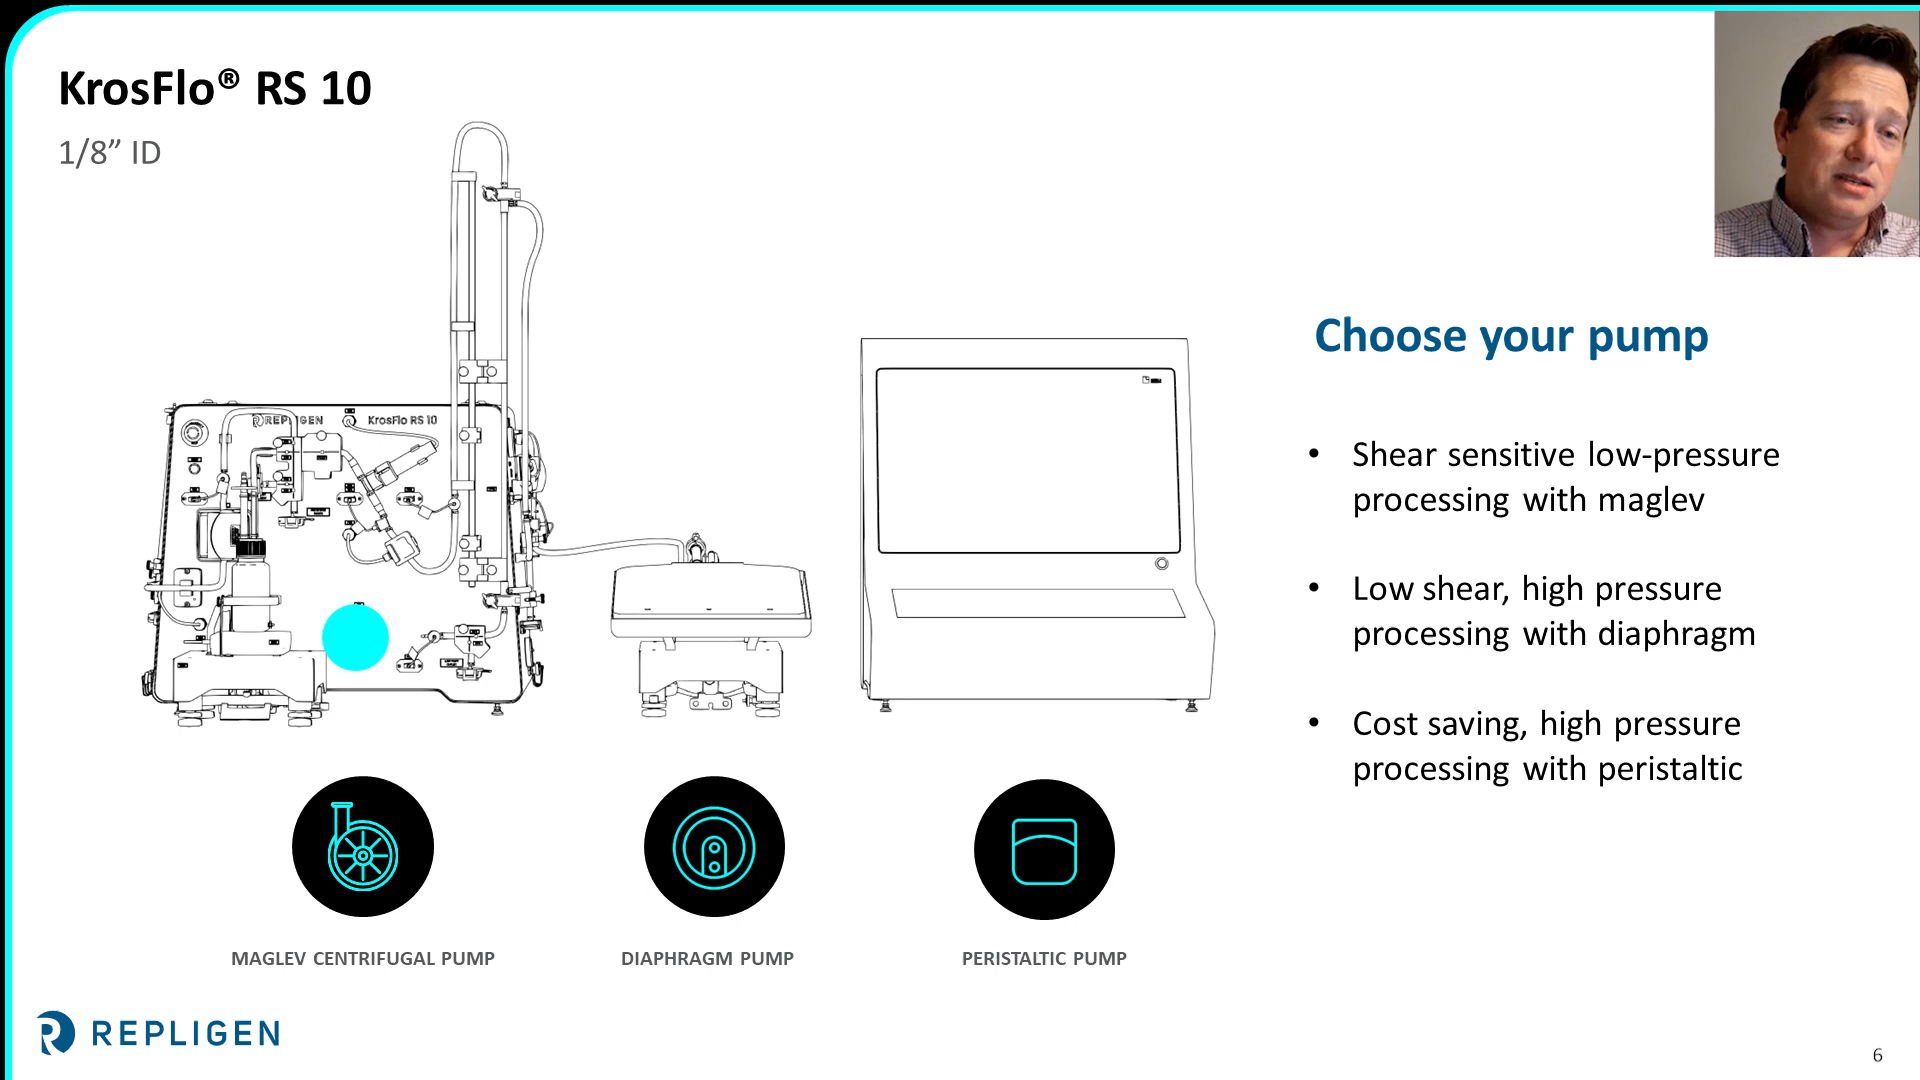 KrosFlo® RS 10
1/8” ID
REPLIGEN
KrosFlo RS 10
Choose your pump
• Shear sensitive low-pressure
processing with maglev
• Low shear, high pressure
processing with diaphragm
• Cost saving, high pressure
processing with peristaltic
MAGLEV CENTRIFUGAL PUMP
DIAPHRAGM PUMP
PERISTALTIC PUMP
REPLIGEN
6